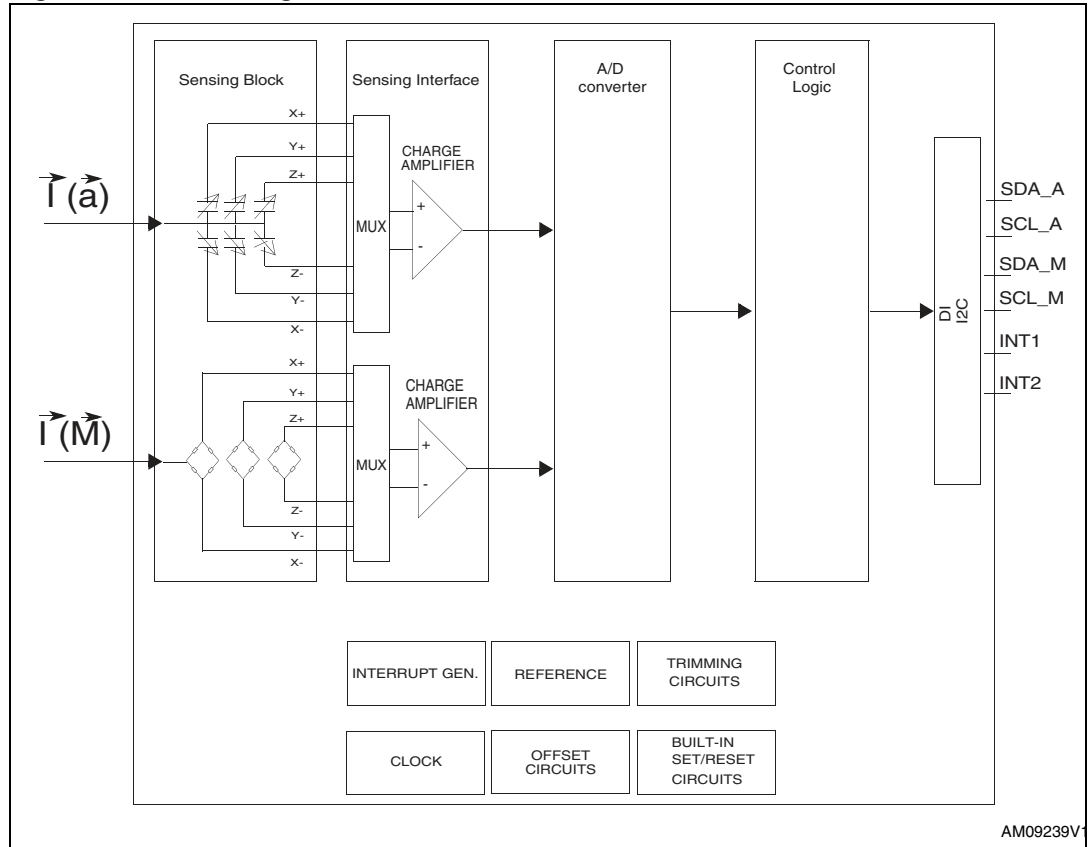 Sensing Block
Sensing Interface
A/D
converter
Control
Logic
X+
Y+
Z+
CHARGE
AMPLIFIER
I (a)
MUX
+
-
Z-
Y-
X-
X+
Y+
Z+
CHARGE
AMPLIFIER
I (M)
MUX
+
-
Z-
Y-
X-
DI
I2C
SDA_A
SCL_A
SDA_M
SCL_M
INT1
INT2
INTERRUPT GEN.
REFERENCE
TRIMMING
CIRCUITS
CLOCK
OFFSET
CIRCUITS
BUILT-IN
SET/RESET
CIRCUITS
AM09239V1